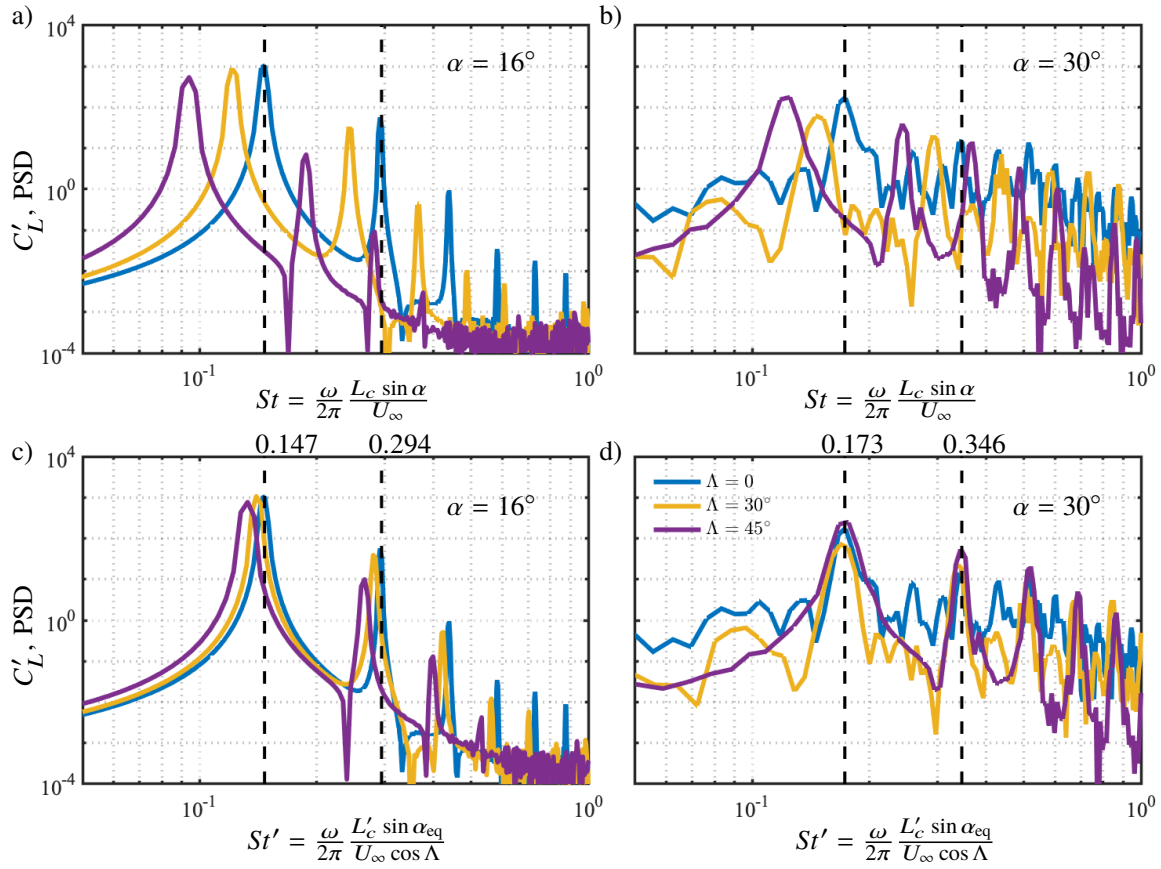 a)
b)
10^4
α = 16°
α = 30°
C'_L, PSD
10^0
10^-4
10^-1
10^0
10^-1
10^0
St = ω/2π L_c sin α/U_∞
St = ω/2π L_c sin α/U_∞
c)
0.147
0.294
d)
0.173
0.346
10^4
α = 16°
Λ = 0
Λ = 30°
Λ = 45°
α = 30°
C'_L, PSD
10^0
10^-4
10^-1
10^0
10^-1
10^0
St' = ω/2π L'_c sin α_eq/U_∞ cos Λ
St' = ω/2π L'_c sin α_eq/U_∞ cos Λ